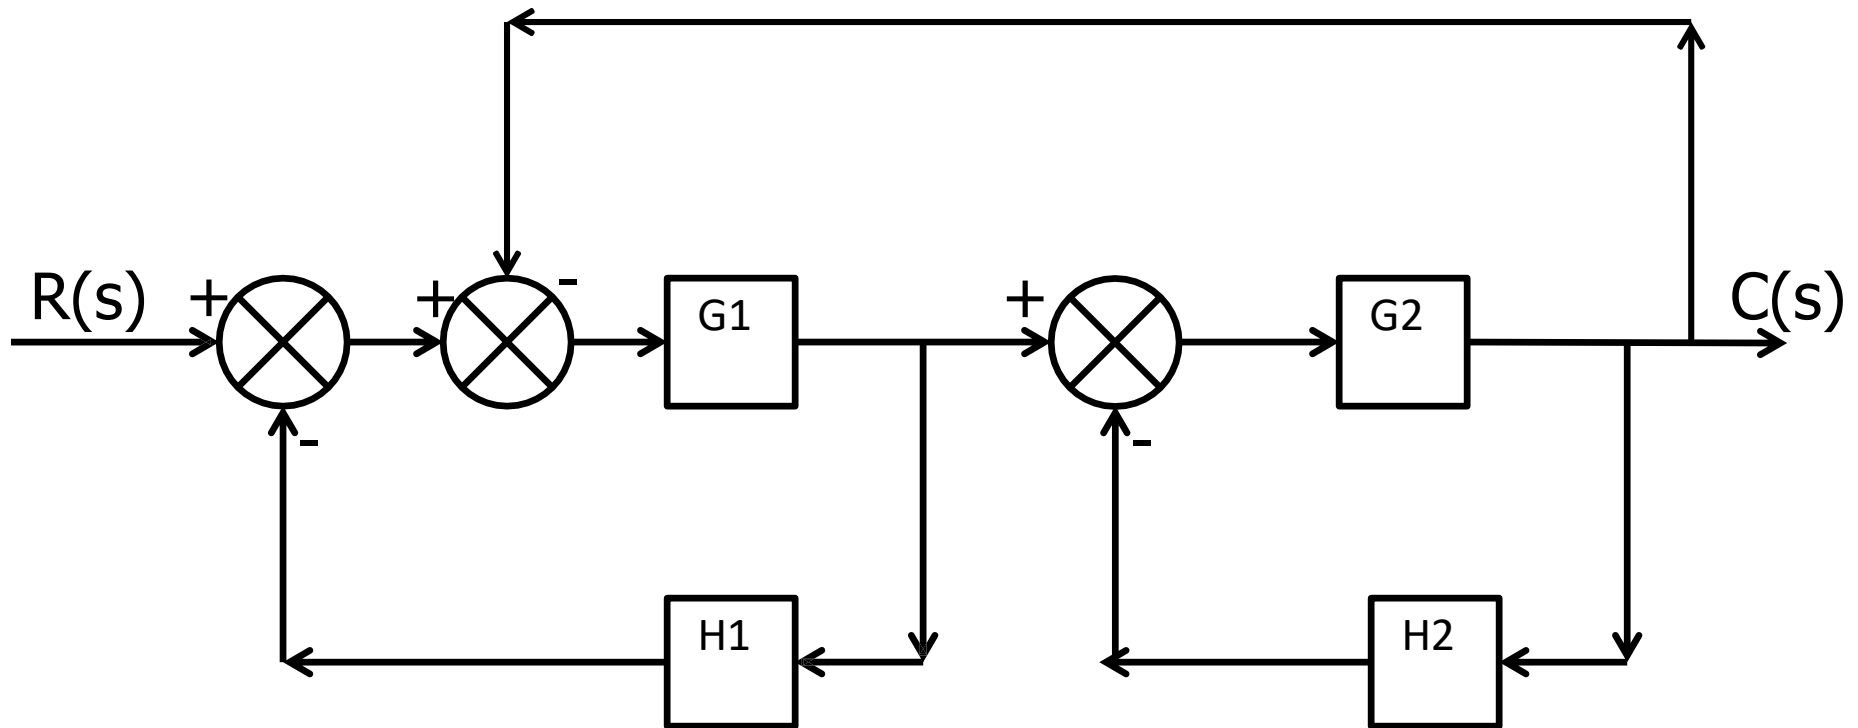 R(s)
+
+
-
G1
+
G2
C(s)
-
-
H1
H2